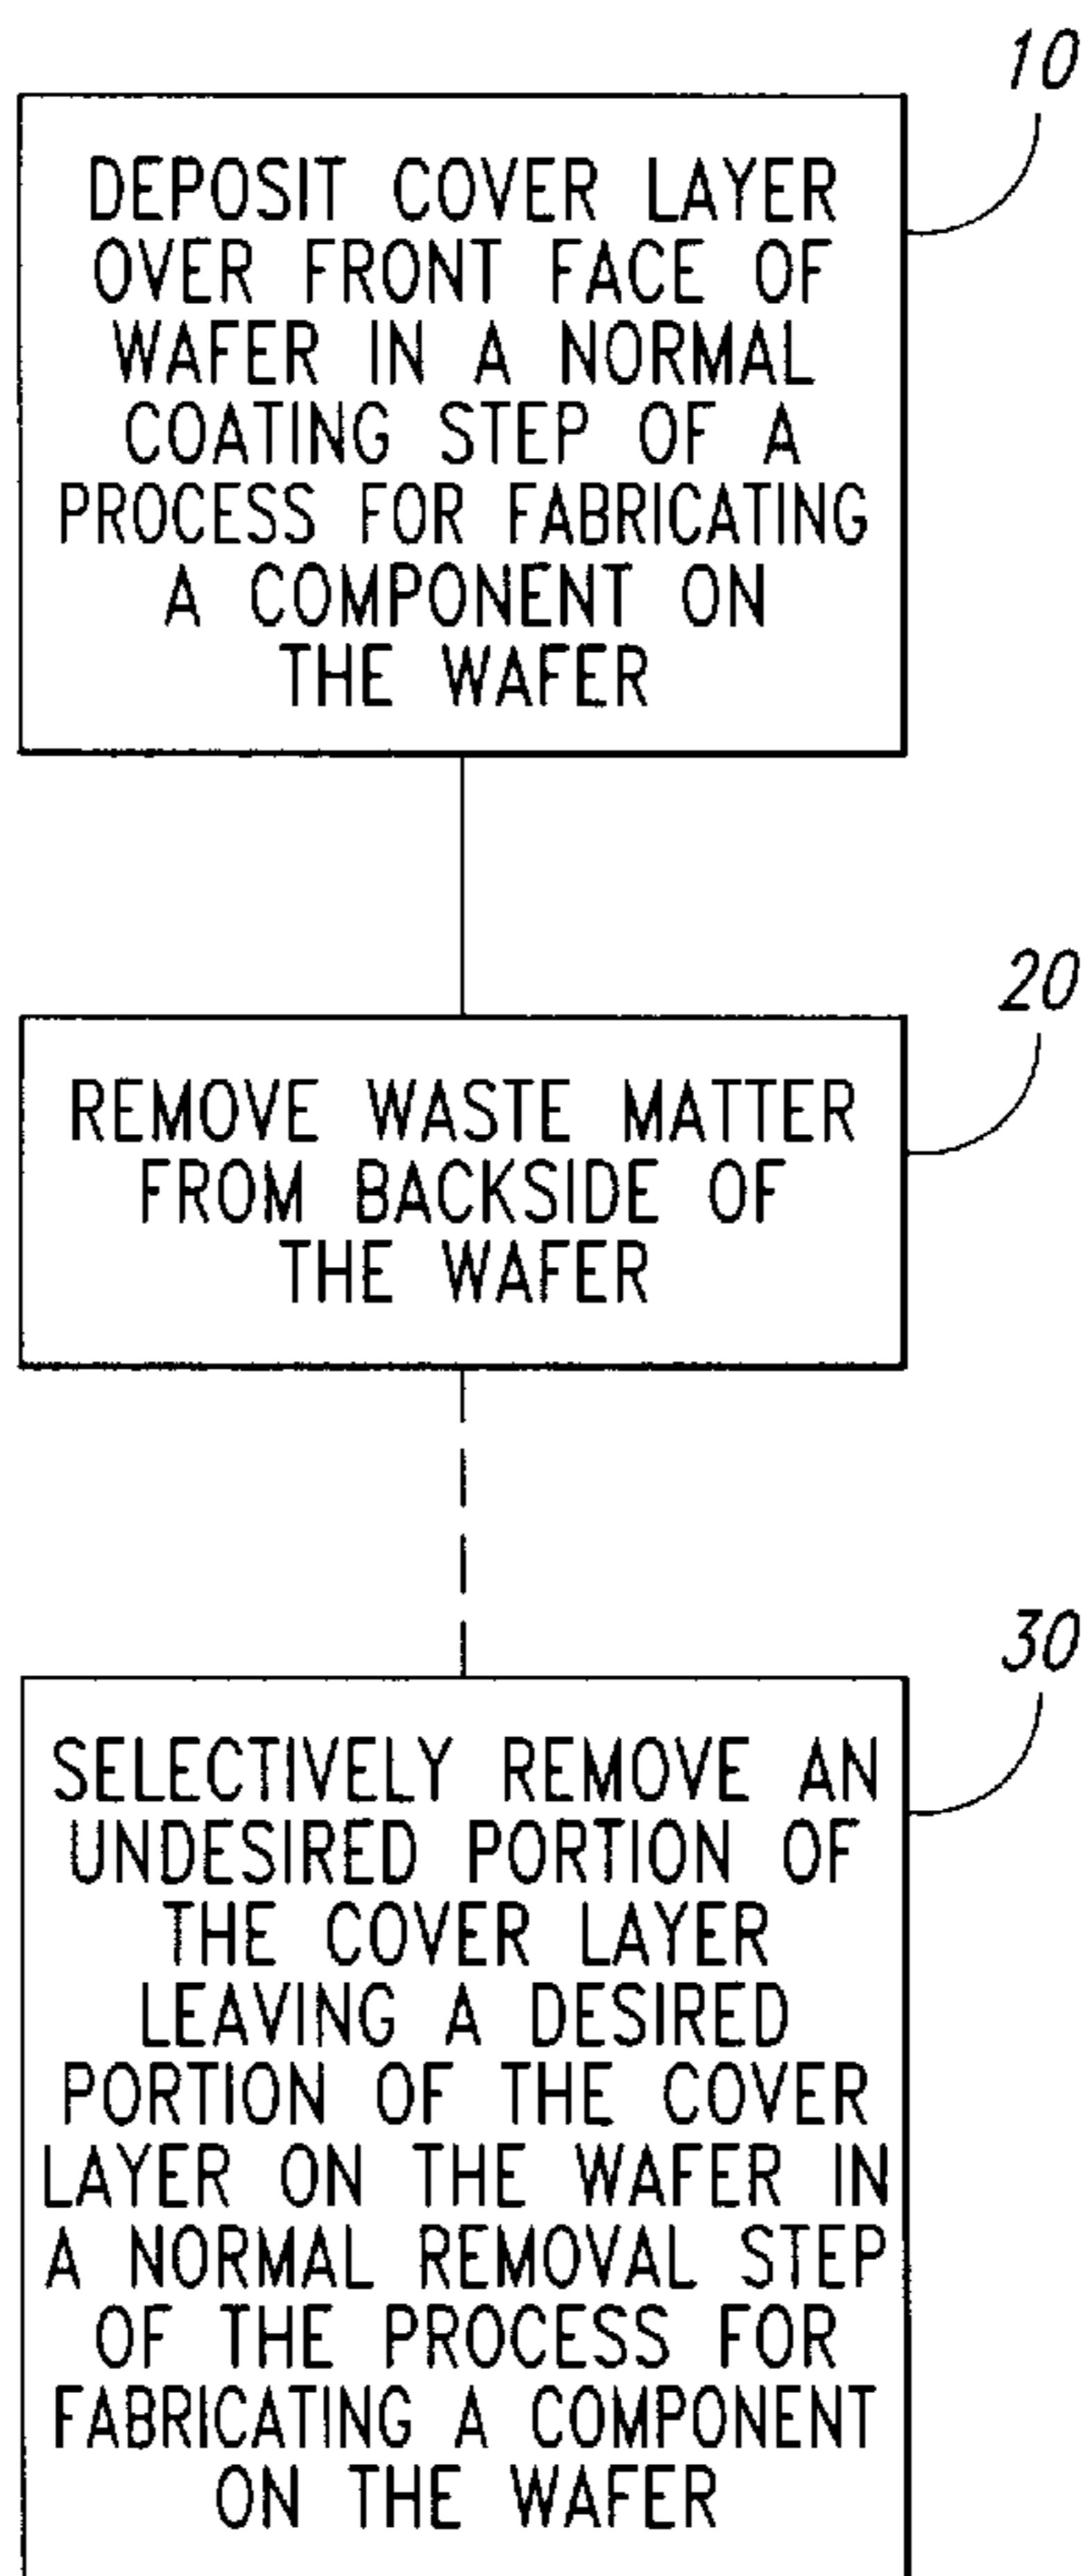 10
DEPOSIT COVER LAYER
OVER FRONT FACE OF
WAFER IN A NORMAL
COATING STEP OF A
PROCESS FOR FABRICATING
A COMPONENT ON
THE WAFER
20
REMOVE WASTE MATTER
FROM BACKSIDE OF
THE WAFER
30
SELECTIVELY REMOVE AN
UNDESIRED PORTION OF
THE COVER LAYER
LEAVING A DESIRED
PORTION OF THE COVER
LAYER ON THE WAFER IN
A NORMAL REMOVAL STEP
OF THE PROCESS FOR
FABRICATING A COMPONENT
ON THE WAFER